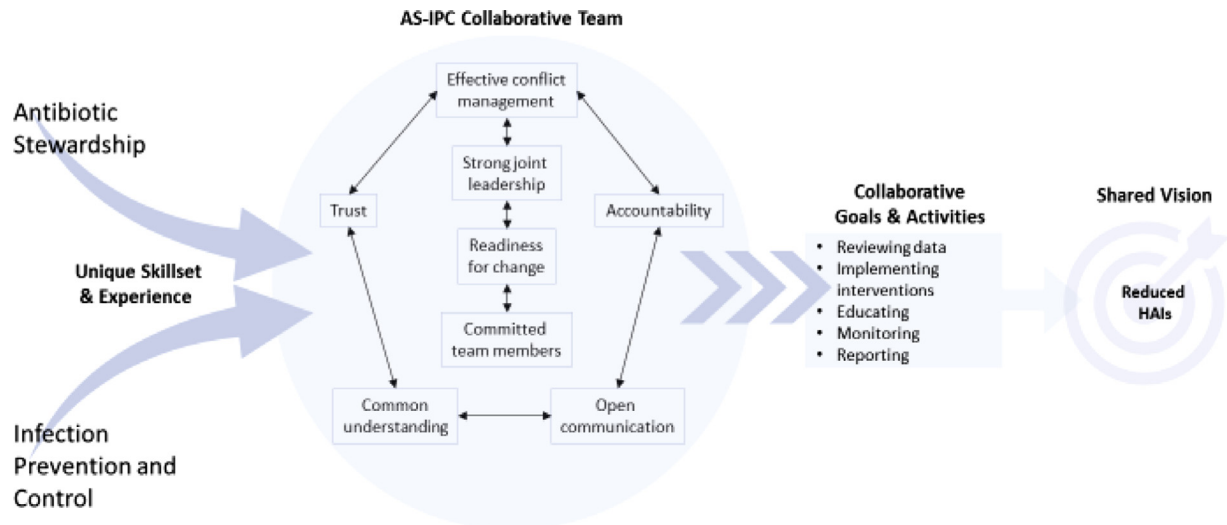 AS-IPC Collaborative Team
Antibiotic
Stewardship
Unique Skillset
& Experience
Infection
Prevention and
Control
Effective conflict
management
Strong joint
leadership
Trust
Accountability
Readiness
for change
Committed
team members
Common
understanding
Open
communication
Collaborative
Goals & Activities
• Reviewing data
• Implementing
interventions
• Educating
• Monitoring
• Reporting
Shared Vision
Reduced
HAIs